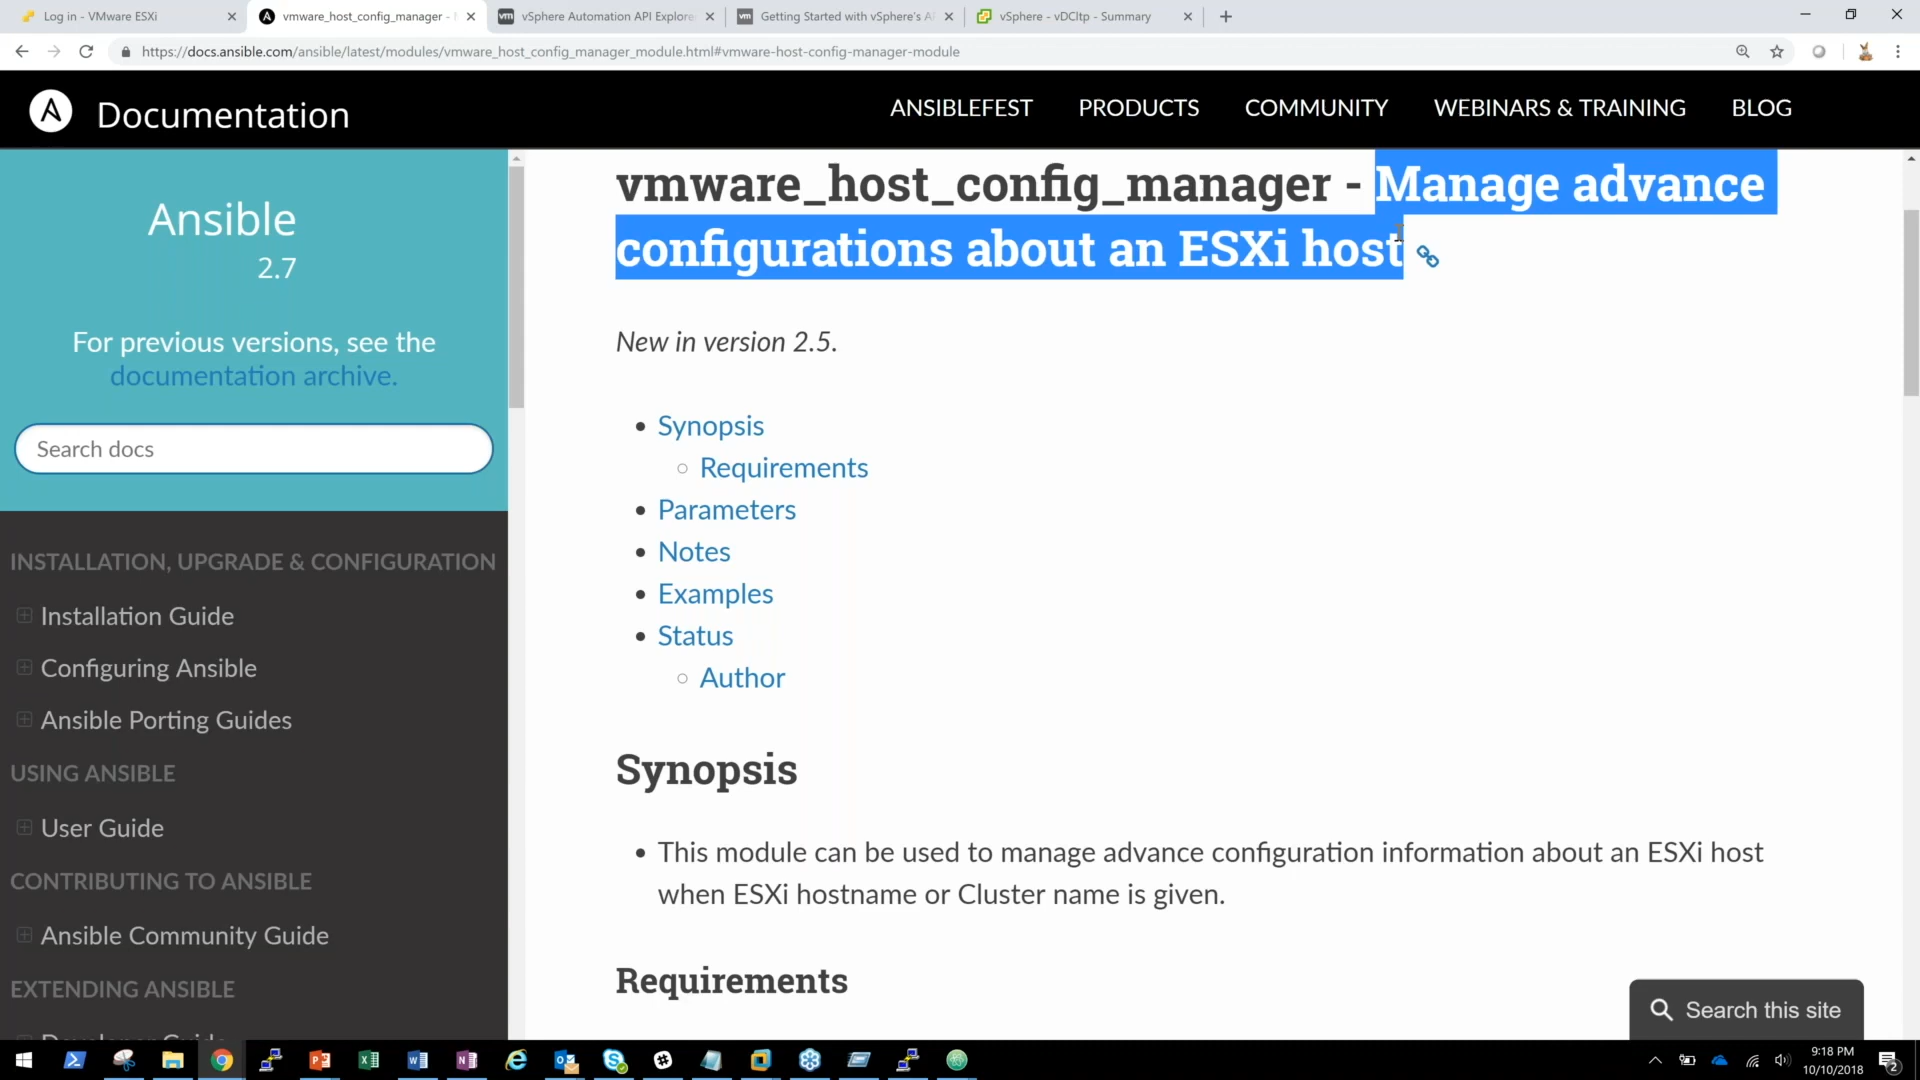 Log in - VMware ESXi
vmware_host_config_manager -
vSphere Automation API Explore
Getting Started with vSphere's A
vSphere - vDCltp - Summary
https://docs.ansible.com/ansible/latest/modules/vmware_host_config_manager_module.html#vmware-host-config-manager-module
Documentation
ANSIBLEFEST
PRODUCTS
COMMUNITY
WEBINARS & TRAINING
BLOG
Ansible
2.7
For previous versions, see the
documentation archive.
Search docs
INSTALLATION, UPGRADE & CONFIGURATION
Installation Guide
Configuring Ansible
Ansible Porting Guides
USING ANSIBLE
User Guide
CONTRIBUTING TO ANSIBLE
Ansible Community Guide
EXTENDING ANSIBLE
Developer Guide
vmware_host_config_manager - Manage advance
configurations about an ESXi host
New in version 2.5.
• Synopsis
○ Requirements
• Parameters
• Notes
• Examples
• Status
○ Author
Synopsis
• This module can be used to manage advance configuration information about an ESXi host
when ESXi hostname or Cluster name is given.
Requirements
Search this site
9:18 PM
10/10/2018
2